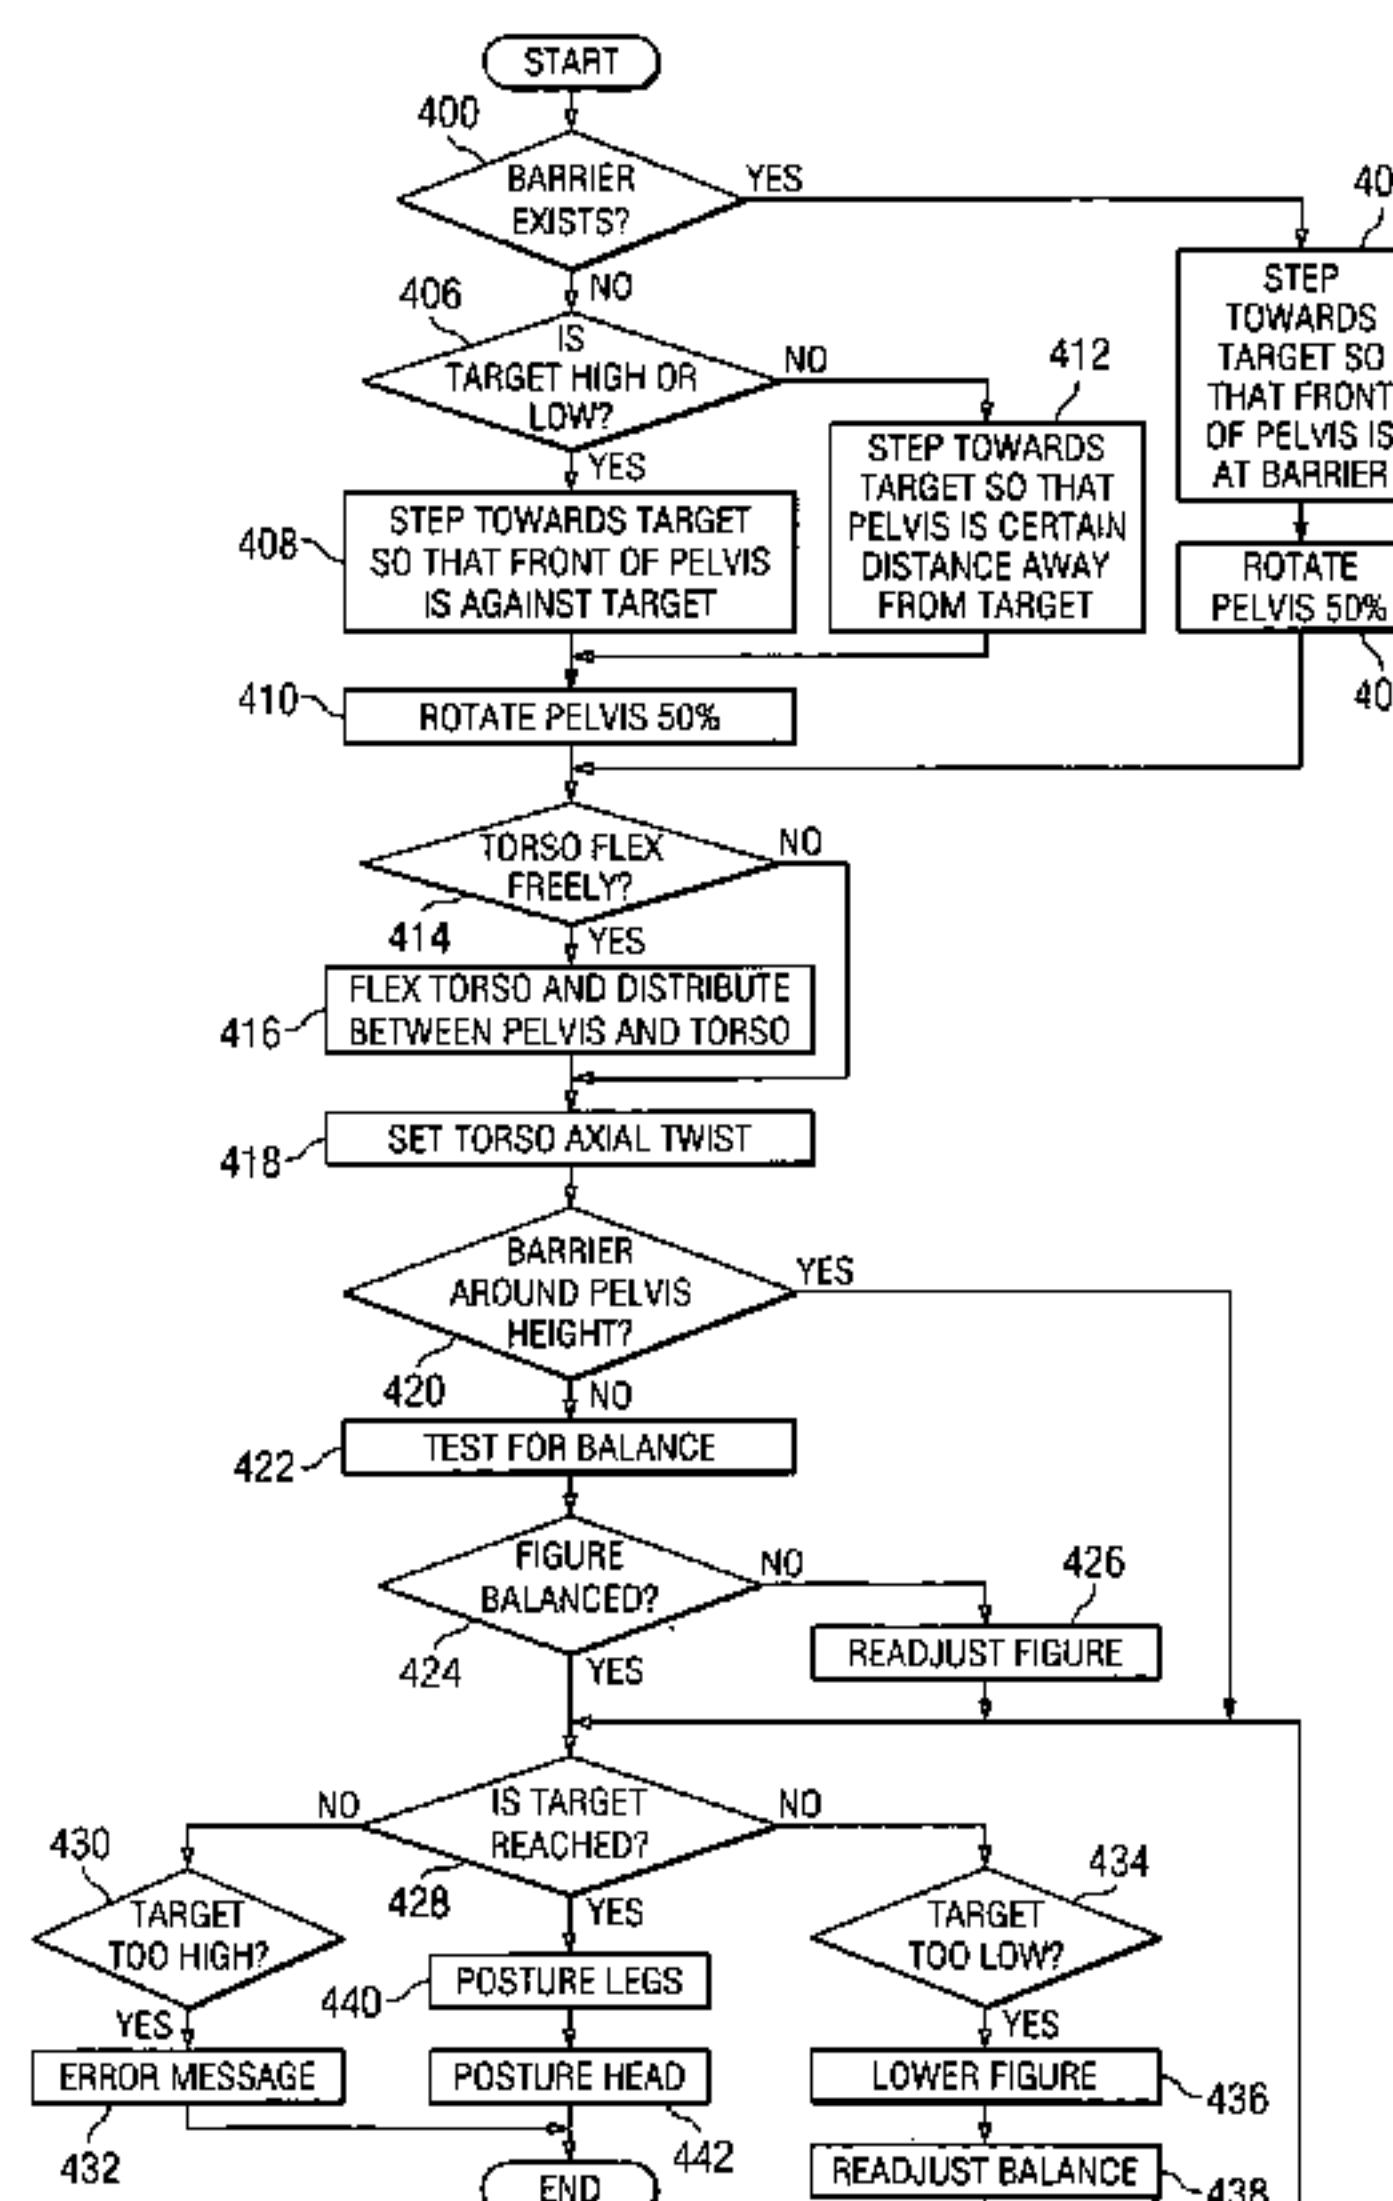 START
400
BARRIER
EXISTS?
YES
NO
40
STEP
TOWARDS
TARGET SO
THAT FRONT
OF PELVIS IS
AT BARRIER
ROTATE
PELVIS 50%
40
406
IS
TARGET HIGH OR
LOW?
NO
YES
412
STEP TOWARDS
TARGET SO THAT
PELVIS IS CERTAIN
DISTANCE AWAY
FROM TARGET
408
STEP TOWARDS TARGET
SO THAT FRONT OF PELVIS
IS AGAINST TARGET
410
ROTATE PELVIS 50%
TORSO FLEX
FREELY?
NO
414
YES
416
FLEX TORSO AND DISTRIBUTE
BETWEEN PELVIS AND TORSO
418
SET TORSO AXIAL TWIST
BARRIER
AROUND PELVIS
HEIGHT?
YES
420
NO
422
TEST FOR BALANCE
FIGURE
BALANCED?
NO
424
YES
426
READJUST FIGURE
IS TARGET
REACHED?
NO
NO
428
YES
430
TARGET
TOO HIGH?
YES
ERROR MESSAGE
432
440
POSTURE LEGS
POSTURE HEAD
442
END
434
TARGET
TOO LOW?
YES
LOWER FIGURE
436
READJUST BALANCE
438